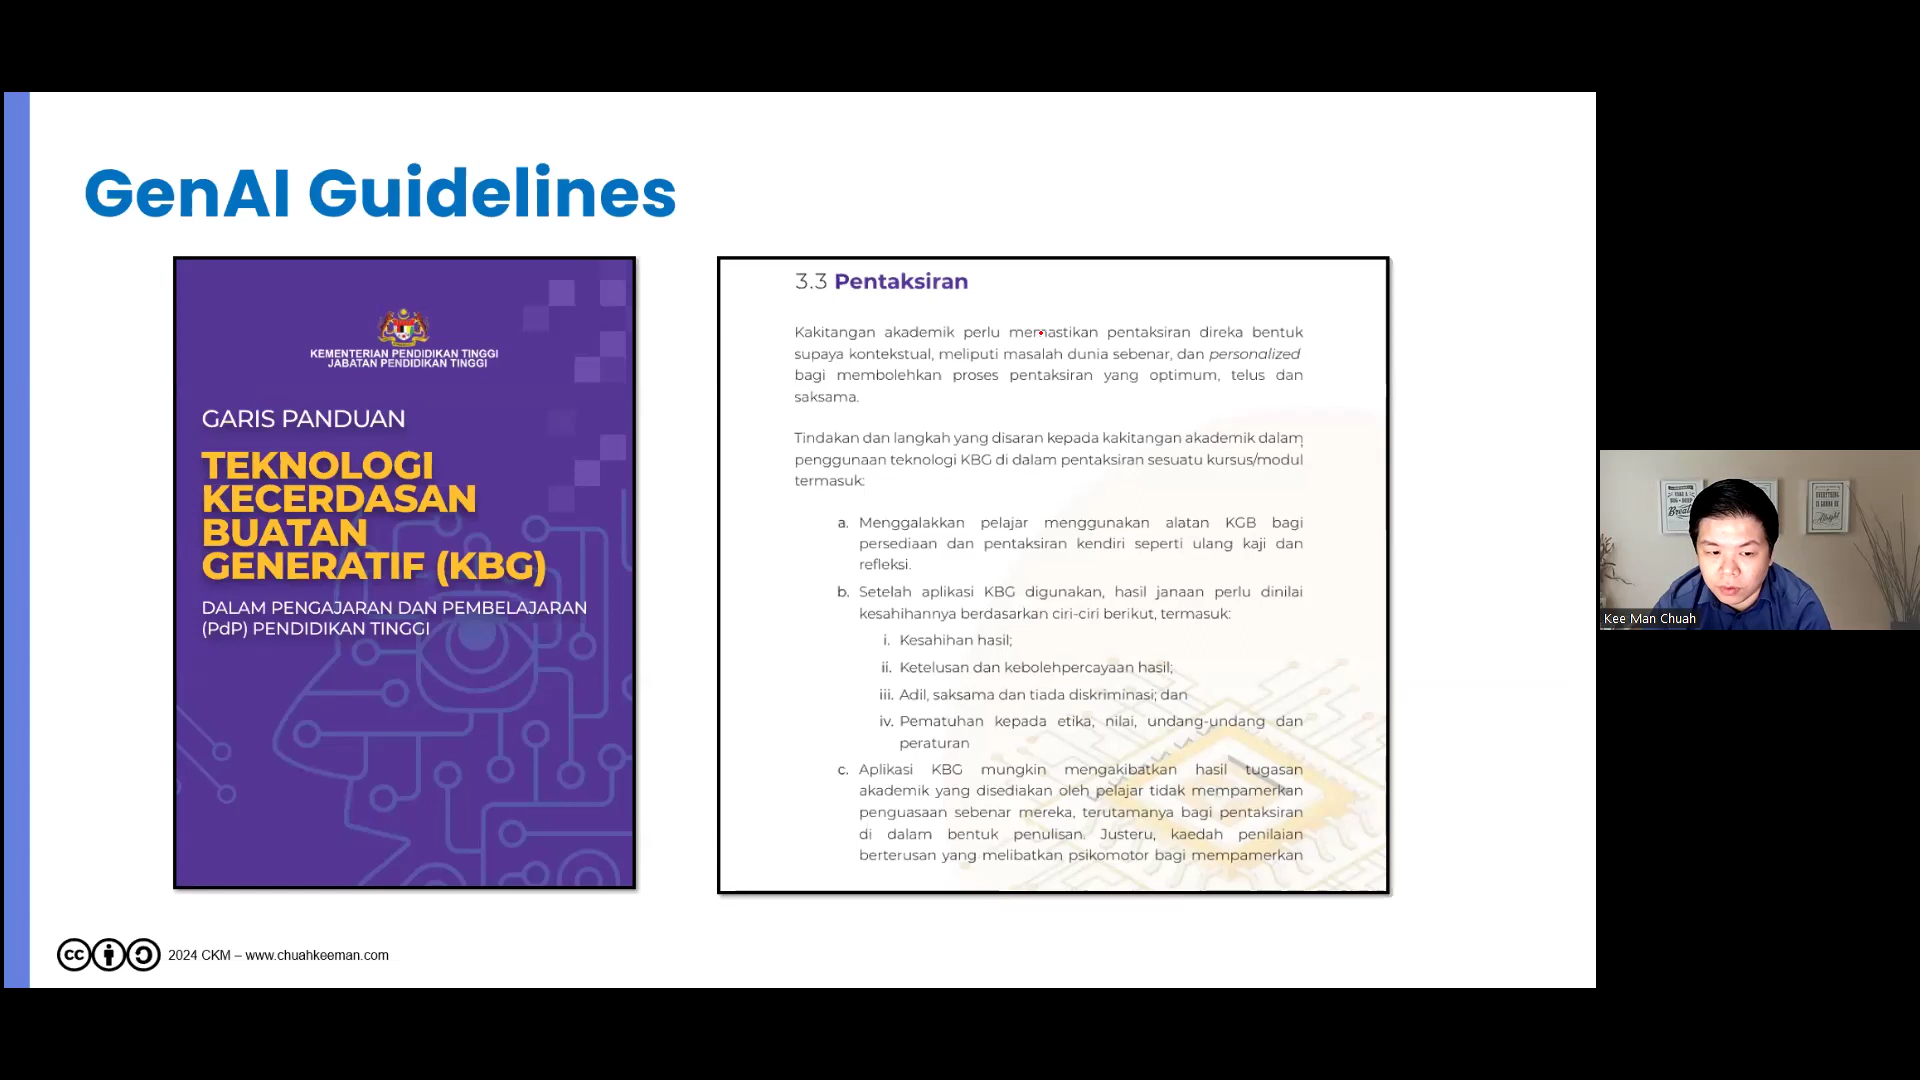 GenAI Guidelines
KEMENTERIAN PENDIDIKAN TINGGI
JABATAN PENDIDIKAN TINGGI
GARIS PANDUAN
TEKNOLOGI
KECERDASAN
BUATAN
GENERATIF (KBG)
DALAM PENGAJARAN DAN PEMBELAJARAN
(PdP) PENDIDIKAN TINGGI
3.3 Pentaksiran
Kakitangan akademik perlu memastikan pentaksiran direka bentuk
supaya kontekstual, meliputi masalah dunia sebenar, dan personalized
bagi membolehkan proses pentaksiran yang optimum, telus dan
saksama.
Tindakan dan langkah yang disaran kepada kakitangan akademik dalam
penggunaan teknologi KBG di dalam pentaksiran sesuatu kursus/modul
termasuk:
a. Menggalakkan pelajar menggunakan alatan KGB bagi
persediaan dan pentaksiran kendiri seperti ulang kaji dan
refleksi.
b. Setelah aplikasi KBG digunakan, hasil janaan perlu dinilai
kesahihannya berdasarkan ciri-ciri berikut, termasuk:
i. Kesahihan hasil;
ii. Ketelusan dan kebolehpercayaan hasil;
iii. Adil, saksama dan tiada diskriminasi; dan
iv. Pematuhan kepada etika, nilai, undang-undang dan
peraturan
c. Aplikasi KBG mungkin mengakibatkan hasil tugasan
akademik yang disediakan oleh pelajar tidak mempamerkan
penguasaan sebenar mereka, terutamanya bagi pentaksiran
di dalam bentuk penulisan. Justeru, kaedah penilaian
berterusan yang melibatkan psikomotor bagi mempamerkan
cc
2024 CKM – www.chuahkeeman.com
Kee Man Chuah